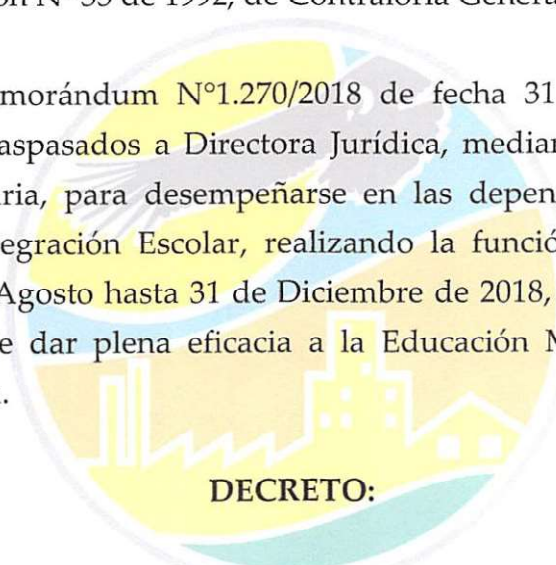 N° 55 de 1992, de Contraloría General
morándum N°1.270/2018 de fecha 31
aspasados a Directora Jurídica, median
ria, para desempeñarse en las depen
egración Escolar, realizando la funció
Agosto hasta 31 de Diciembre de 2018,
e dar plena eficacia a la Educación M
.
DECRETO: